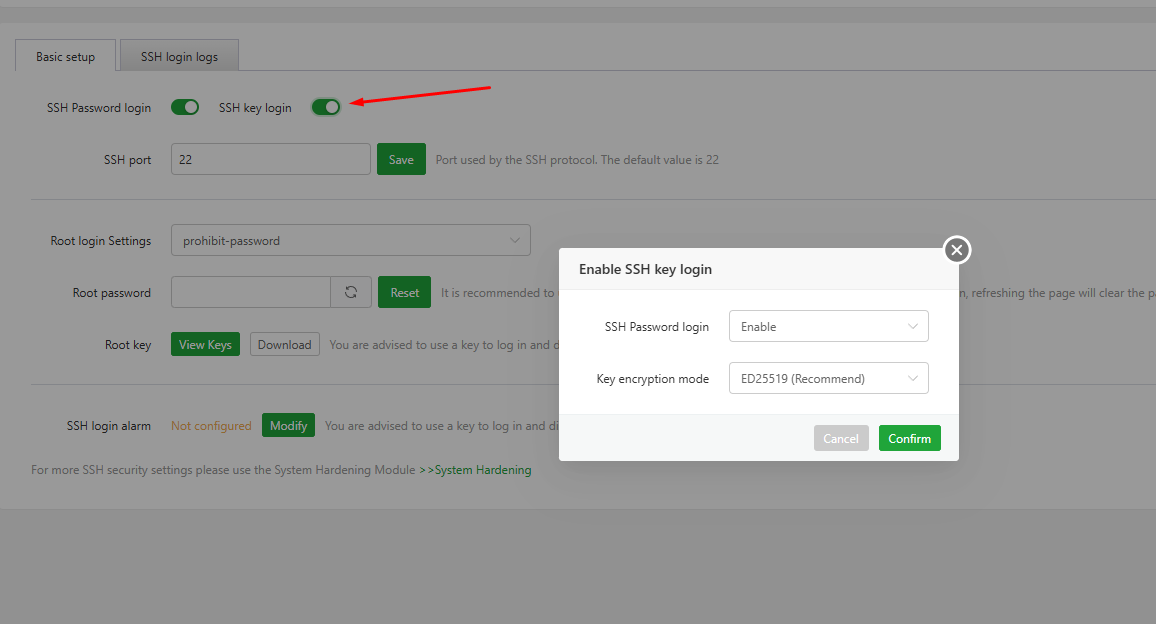 Basic setup
SSH login logs
SSH Password login
SSH key login
SSH port
22
Save
Port used by the SSH protocol. The default value is 22
Root login Settings
prohibit-password
Root password
Reset
It is recommended to
n, refreshing the page will clear the pa
Root key
View Keys
Download
You are advised to use a key to log in and d
SSH login alarm
Not configured
Modify
You are advised to use a key to log in and di
For more SSH security settings please use the System Hardening Module >>System Hardening
Enable SSH key login
SSH Password login
Enable
Key encryption mode
ED25519 (Recommend)
Cancel
Confirm